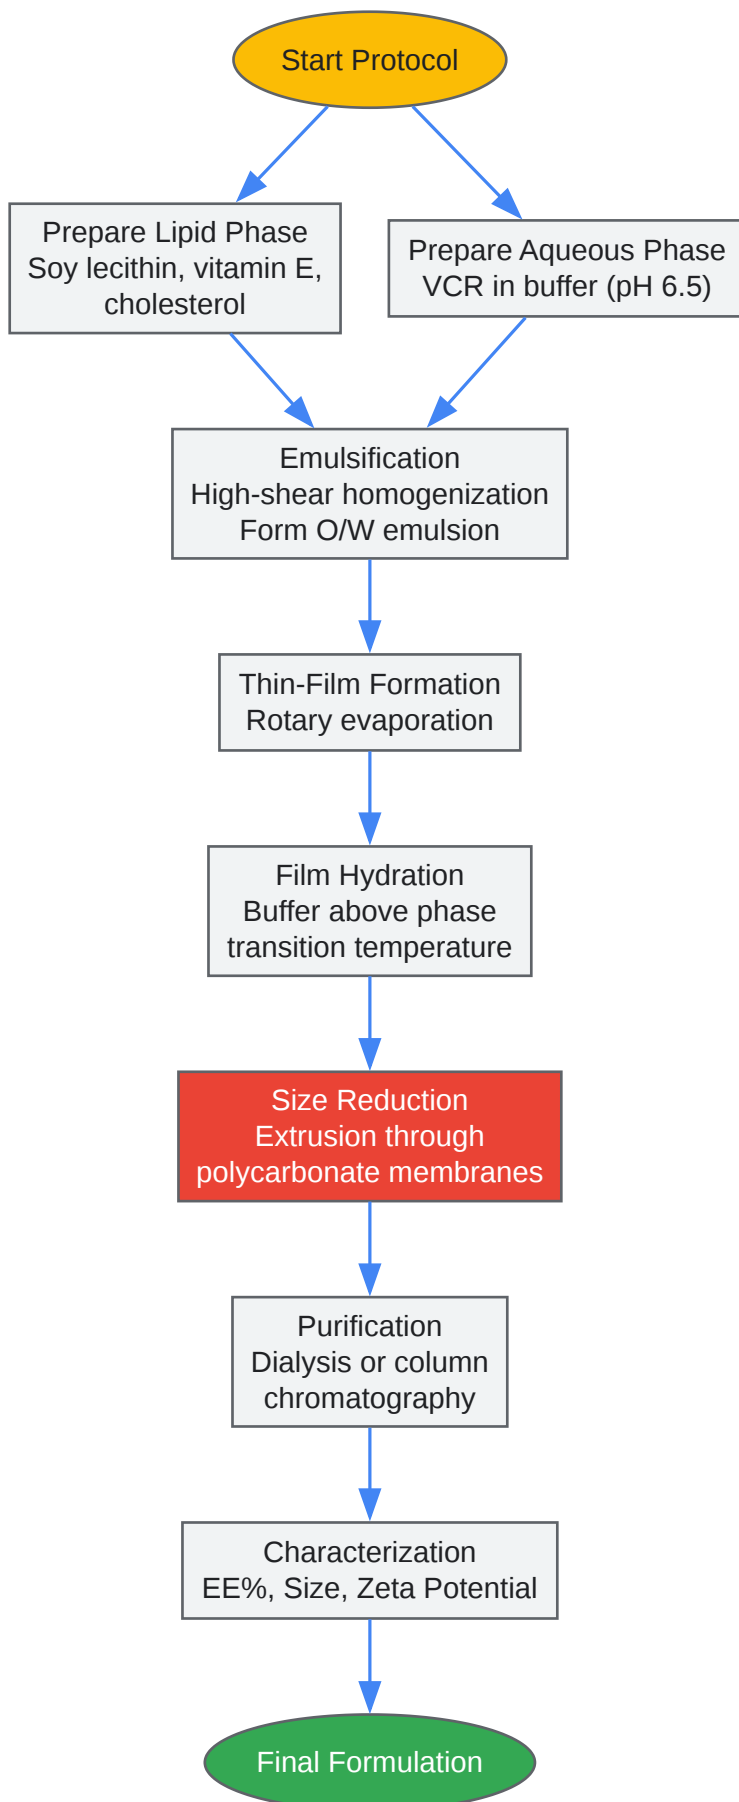 Start Protocol
Prepare Lipid Phase
Soy lecithin, vitamin E,
cholesterol
Prepare Aqueous Phase
VCR in buffer (pH 6.5)
Emulsification
High-shear homogenization
Form O/W emulsion
Thin-Film Formation
Rotary evaporation
Film Hydration
Buffer above phase
transition temperature
Size Reduction
Extrusion through
polycarbonate membranes
Purification
Dialysis or column
chromatography
Characterization
EE%, Size, Zeta Potential
Final Formulation